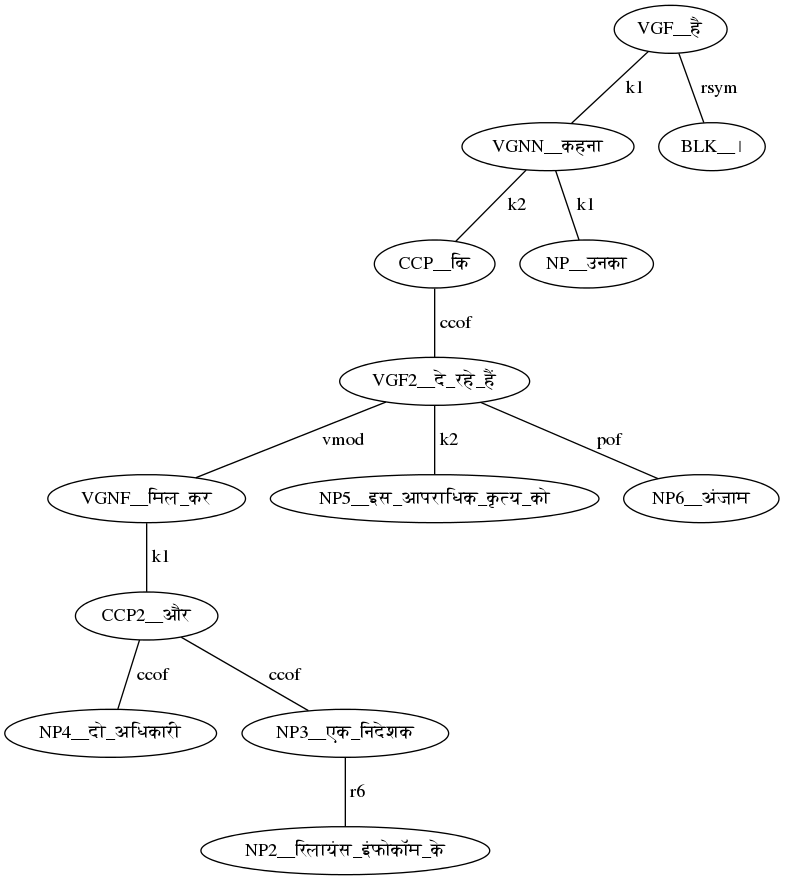 VGF__है
k1
rsym
VGNN__कहना
BLK__।
k2
k1
CCP__कि
NP__उनका
ccof
VGF2__दे_रहे_हैं
vmod
k2
pof
VGNF__मिल_कर
NP5__इस_आपराधिक_कृत्य_को
NP6__अंजाम
k1
CCP2__और
ccof
ccof
NP4__दो_अधिकारी
NP3__एक_निदेशक
r6
NP2__रिलायंस_इंफोकॉम_के